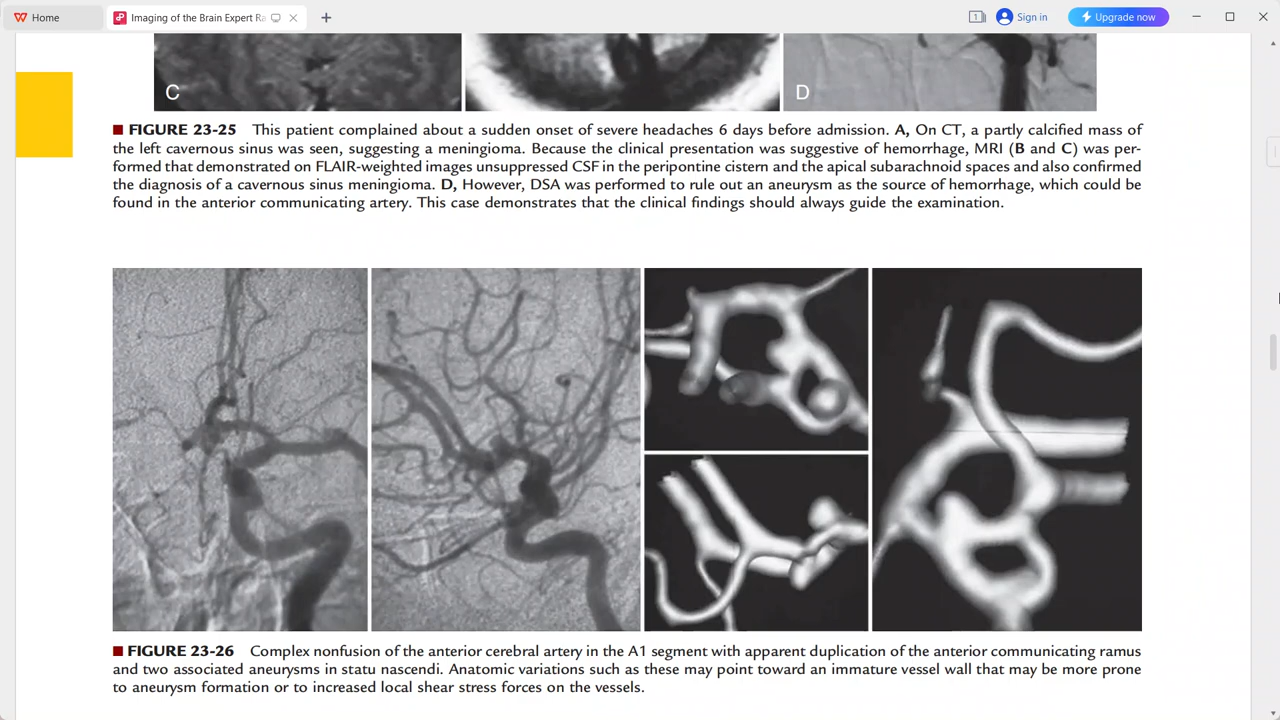 Home
Imaging of the Brain Expert Ra
1
Sign in
Upgrade now
C
D
FIGURE 23-25 This patient complained about a sudden onset of severe headaches 6 days before admission. A, On CT, a partly calcified mass of
the left cavernous sinus was seen, suggesting a meningioma. Because the clinical presentation was suggestive of hemorrhage, MRI (B and C) was per-
formed that demonstrated on FLAIR-weighted images unsuppressed CSF in the peripontine cistern and the apical subarachnoid spaces and also confirmed
the diagnosis of a cavernous sinus meningioma. D, However, DSA was performed to rule out an aneurysm as the source of hemorrhage, which could be
found in the anterior communicating artery. This case demonstrates that the clinical findings should always guide the examination.
FIGURE 23-26 Complex nonfusion of the anterior cerebral artery in the A1 segment with apparent duplication of the anterior communicating ramus
and two associated aneurysms in statu nascendi. Anatomic variations such as these may point toward an immature vessel wall that may be more prone
to aneurysm formation or to increased local shear stress forces on the vessels.